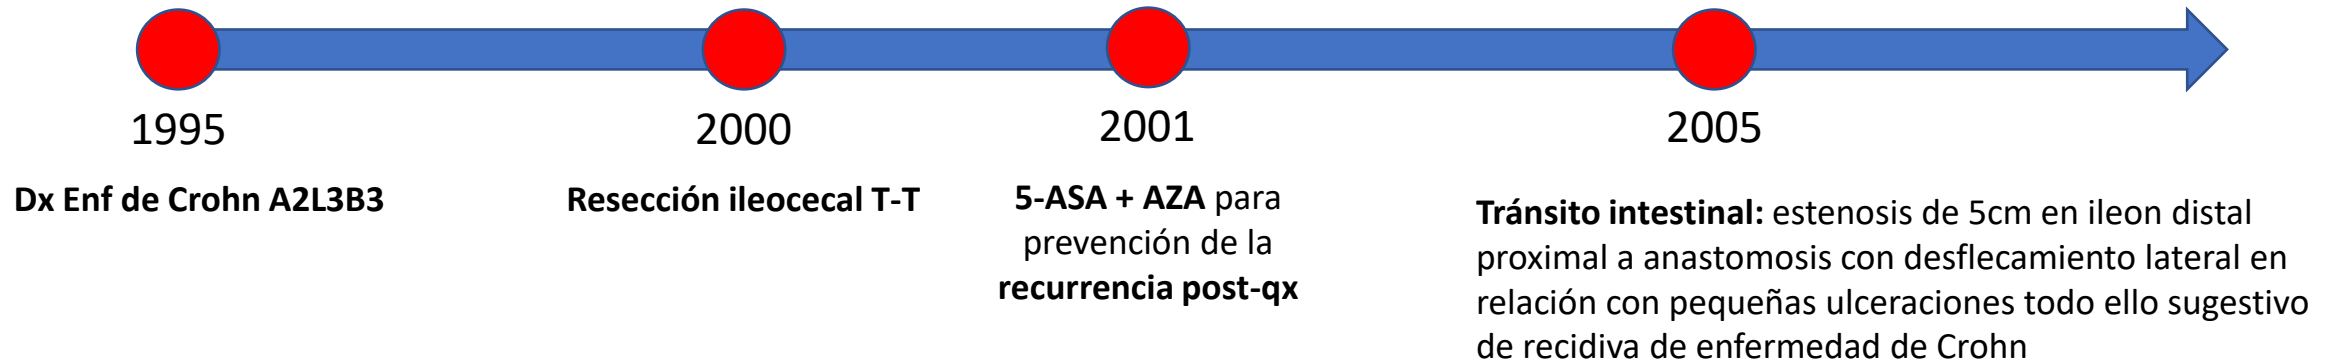 1995
Dx Enf de Crohn A2L3B3
2000
Resección ileocecal T-T
2001
5-ASA + AZA para
prevención de la
recurrencia post-qx
2005
Tránsito intestinal: estenosis de 5cm en ileon distal
proximal a anastomosis con desflecamiento lateral en
relación con pequeñas ulceraciones todo ello sugestivo
de recidiva de enfermedad de Crohn